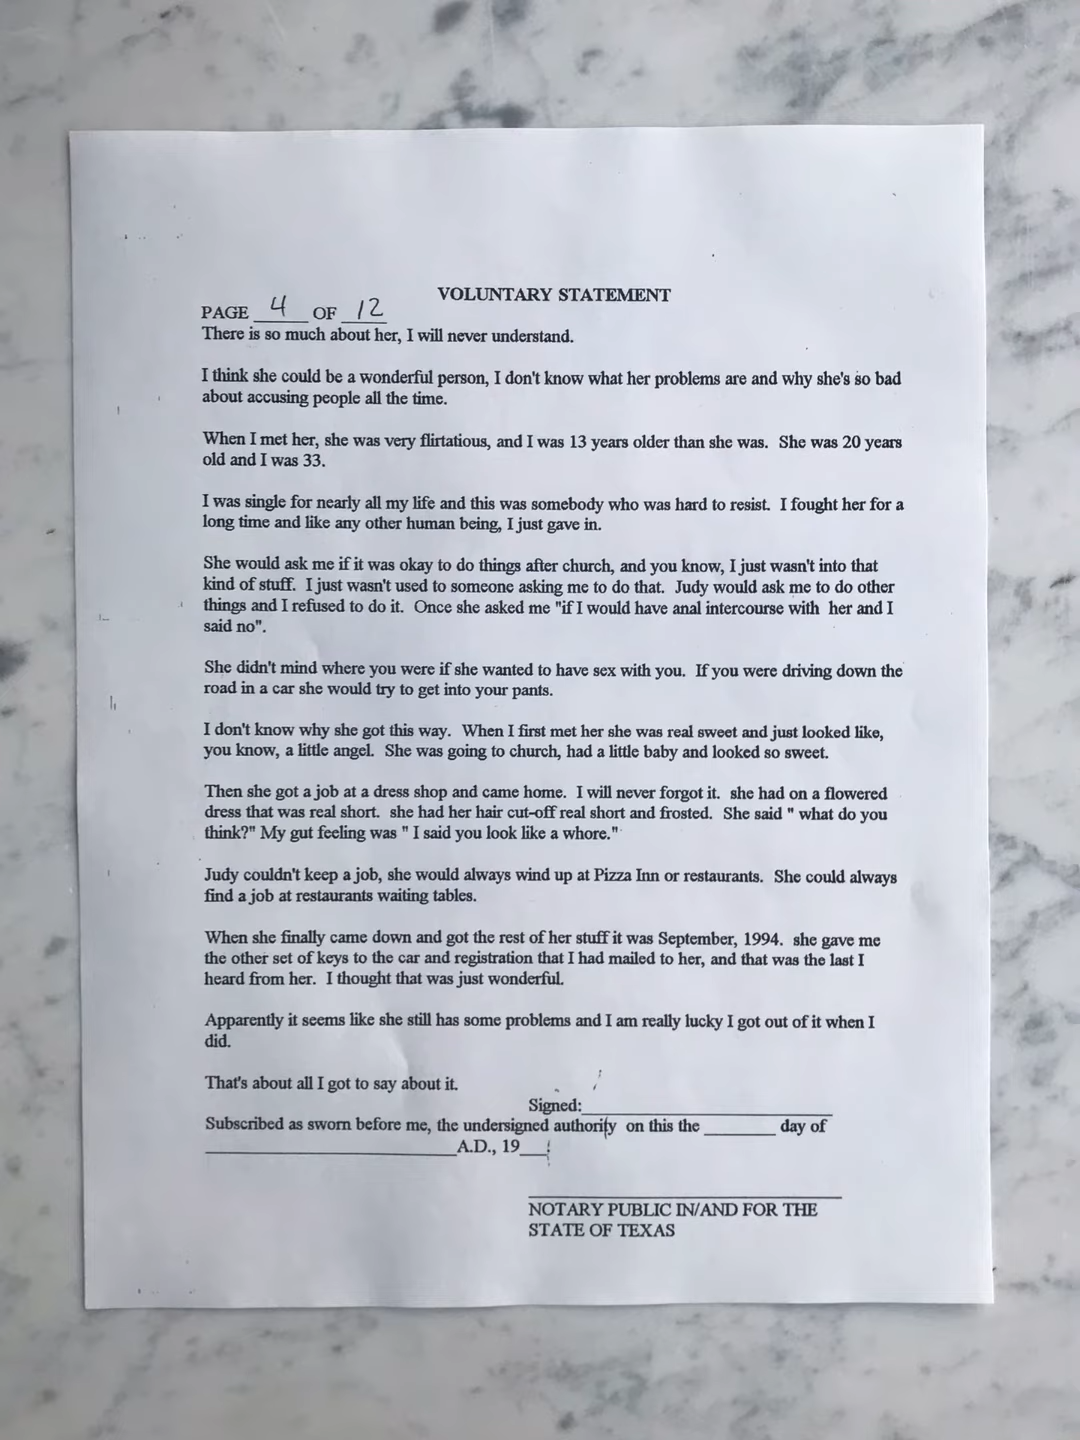 VOLUNTARY STATEMENT
PAGE 4 OF 12
There is so much about her, I will never understand.
I think she could be a wonderful person, I don't know what her problems are and why she's so bad
about accusing people all the time.
When I met her, she was very flirtatious, and I was 13 years older than she was. She was 20 years
old and I was 33.
I was single for nearly all my life and this was somebody who was hard to resist. I fought her for a
long time and like any other human being, I just gave in.
She would ask me if it was okay to do things after church, and you know, I just wasn't into that
kind of stuff. I just wasn't used to someone asking me to do that. Judy would ask me to do other
things and I refused to do it. Once she asked me "if I would have anal intercourse with her and I
said no".
She didn't mind where you were if she wanted to have sex with you. If you were driving down the
road in a car she would try to get into your pants.
I don't know why she got this way. When I first met her she was real sweet and just looked like,
you know, a little angel. She was going to church, had a little baby and looked so sweet.
Then she got a job at a dress shop and came home. I will never forgot it. she had on a flowered
dress that was real short. she had her hair cut-off real short and frosted. She said " what do you
think?" My gut feeling was " I said you look like a whore."
Judy couldn't keep a job, she would always wind up at Pizza Inn or restaurants. She could always
find a job at restaurants waiting tables.
When she finally came down and got the rest of her stuff it was September, 1994. she gave me
the other set of keys to the car and registration that I had mailed to her, and that was the last I
heard from her. I thought that was just wonderful.
Apparently it seems like she still has some problems and I am really lucky I got out of it when I
did.
That's about all I got to say about it.
Signed:
Subscribed as sworn before me, the undersigned authority on this the ______ day of
______A.D., 19__
NOTARY PUBLIC IN/AND FOR THE
STATE OF TEXAS